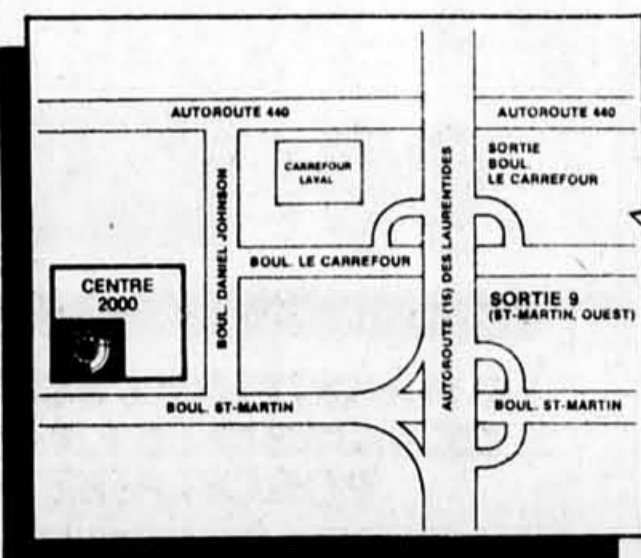 AUTOROUTE 440
AUTOROUTE 440
CARREFOUR
LAVAL
SORTIE
BOUL.
LE CARREFOUR
BOUL. DANIEL JOHNSON
AUTOROUTE (15) DES LAURENTIDES
BOUL. LE CARREFOUR
CENTRE
2000
SORTIE 9
(ST-MARTIN, OUEST)
BOUL. ST-MARTIN
BOUL. ST-MARTIN